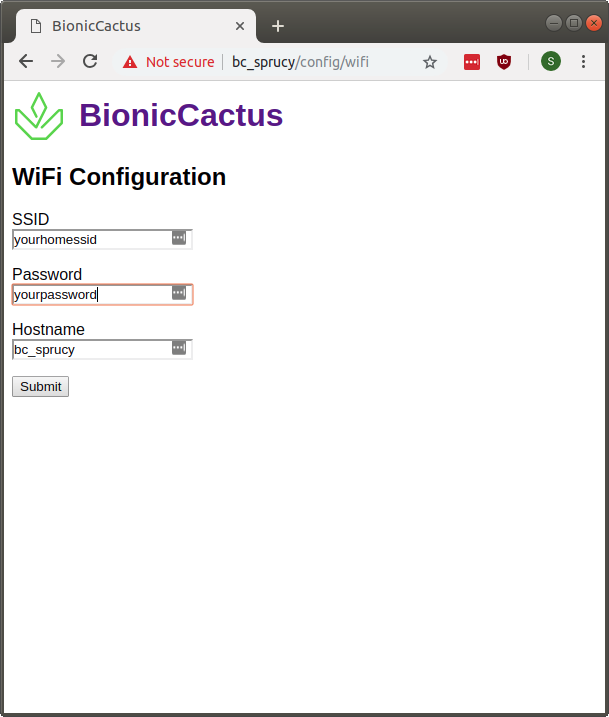 BionicCactus
Not secure bc_sprucy/config/wifi
S
BionicCactus
WiFi Configuration
SSID
yourhomessid
Password
yourpassword
Hostname
bc_sprucy
Submit